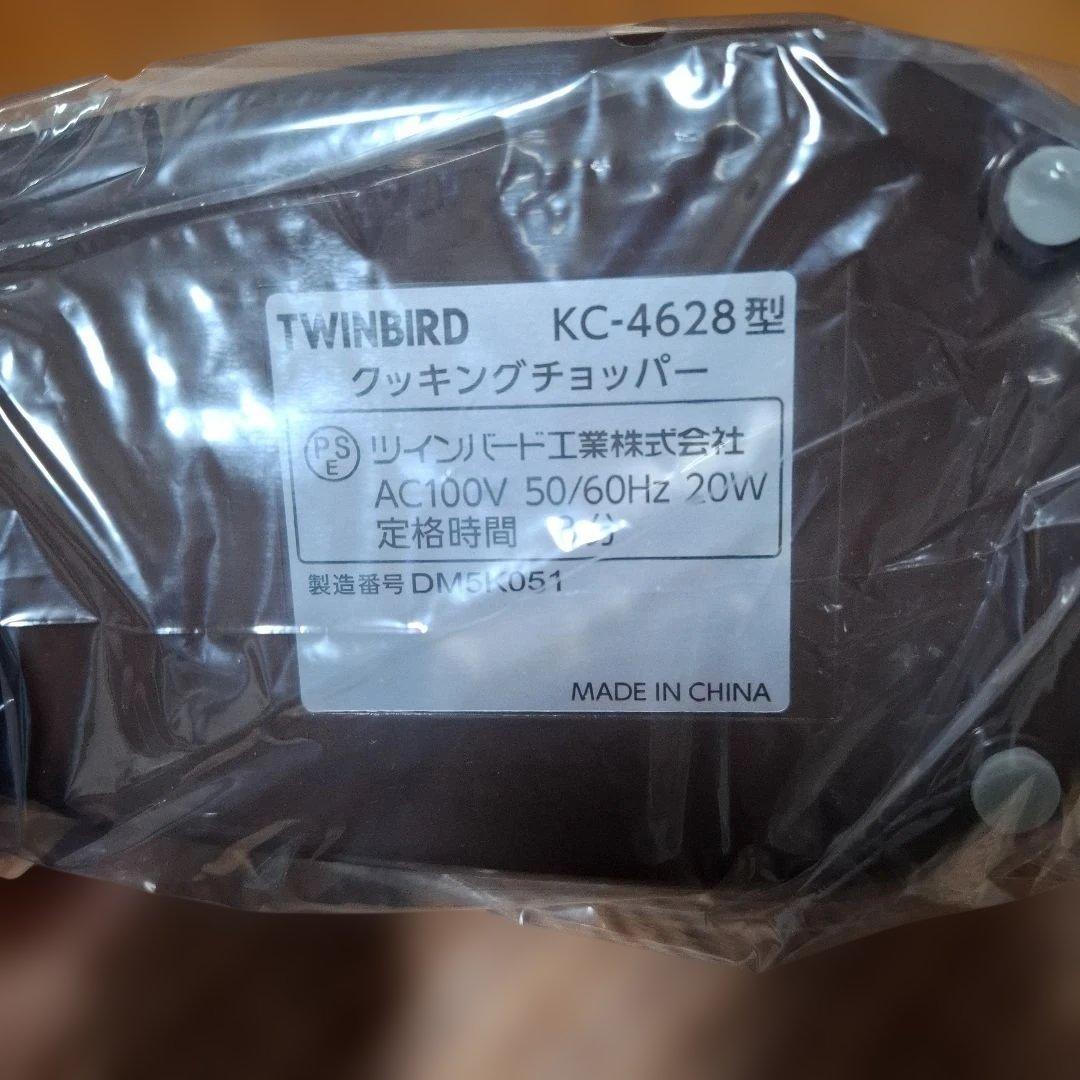 TWINBIRD KC-4628型
クッキングチョッパー
PSE ツインバード工業株式会社
AC100V 50/60Hz 20W
定格時間 3分
製造番号 DM5K051
MADE IN CHINA